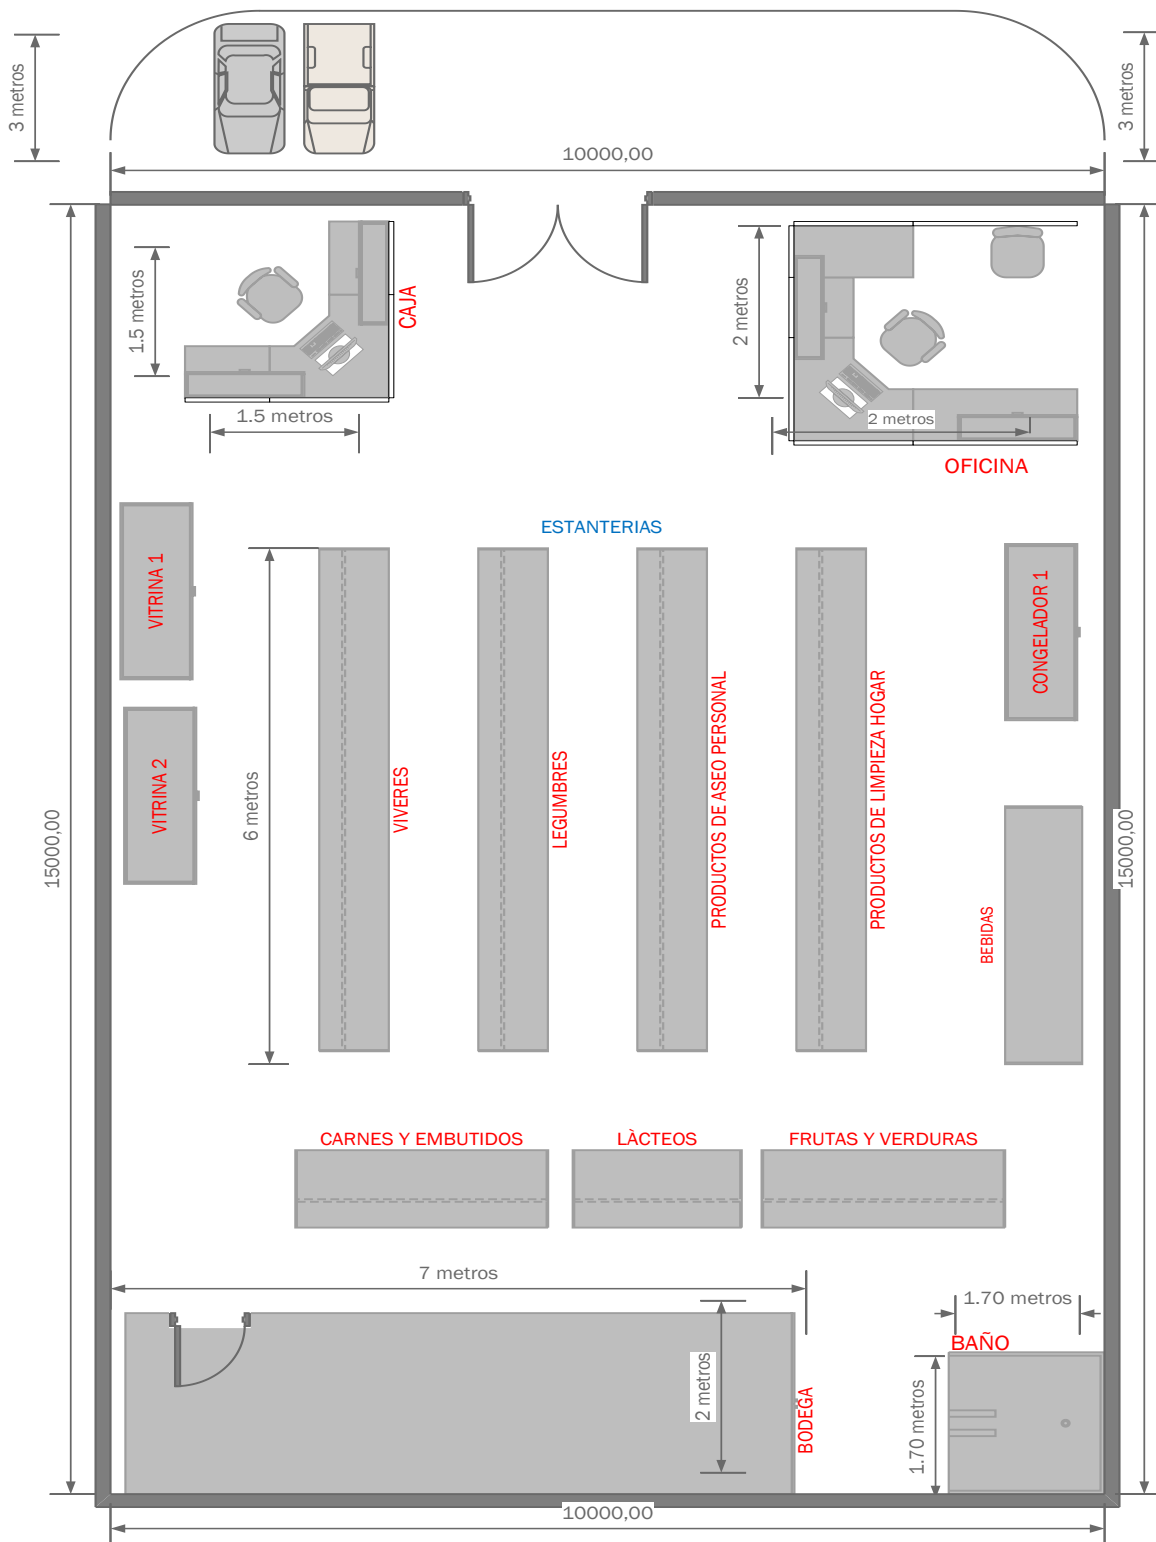 3 metros
3 metros
10000,00
1.5 metros
CAJA
1.5 metros
2 metros
2 metros
OFICINA
ESTANTERIAS
VITRINA 1
CONGELADOR 1
VITRINA 2
6 metros
VIVERES
LEGUMBRES
PRODUCTOS DE ASEO PERSONAL
PRODUCTOS DE LIMPIEZA HOGAR
15000,00
15000,00
BEBIDAS
CARNES Y EMBUTIDOS
LÀCTEOS
FRUTAS Y VERDURAS
7 metros
1.70 metros
BAÑO
2 metros
BODEGA
1.70 metros
10000,00